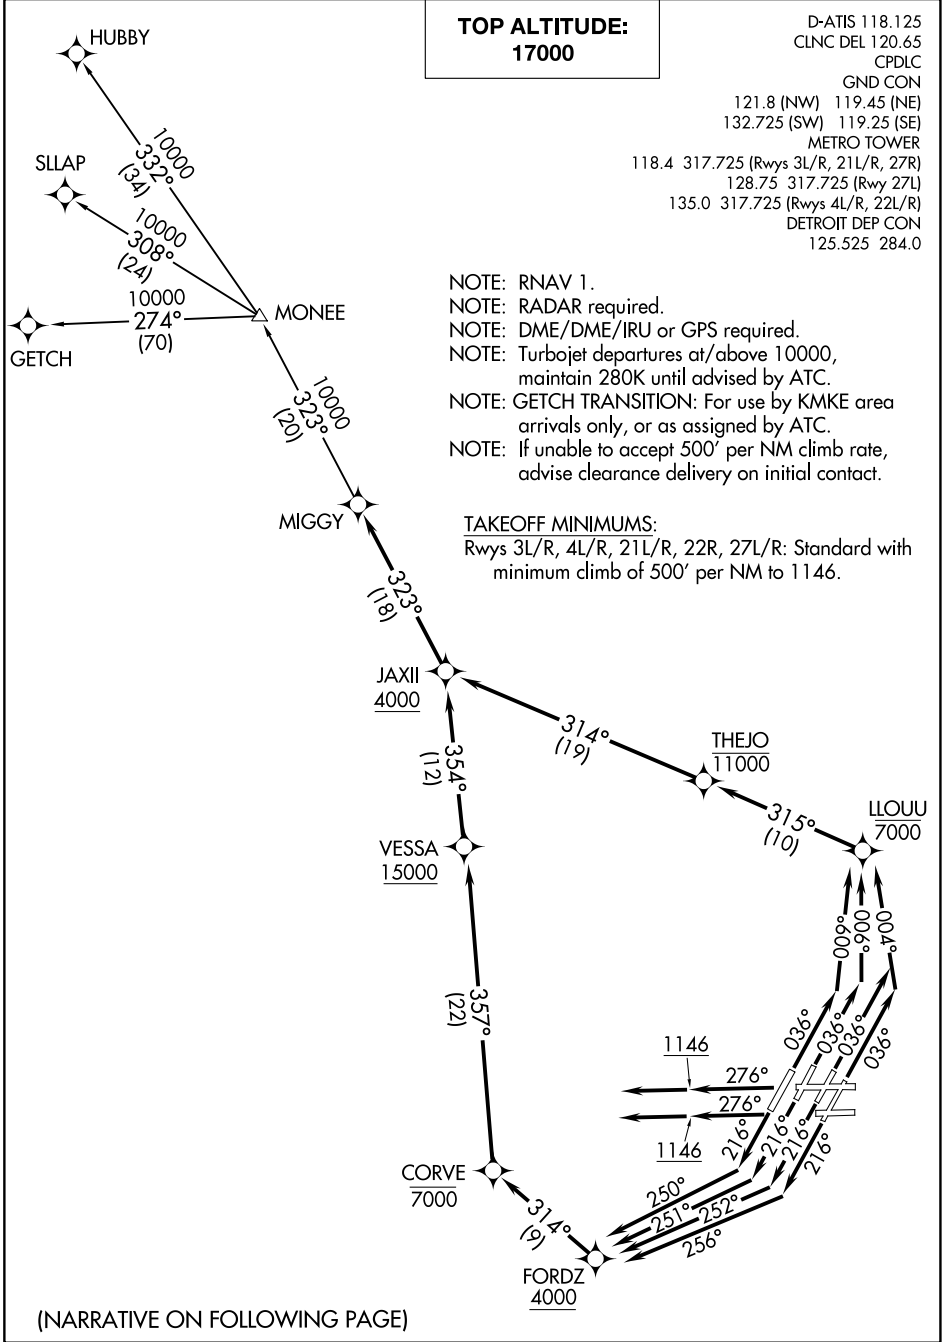 TOP ALTITUDE:
17000
D-ATIS 118.125
CLNC DEL 120.65
CPDLC
GND CON
121.8 (NW) 119.45 (NE)
132.725 (SW) 119.25 (SE)
METRO TOWER
118.4 317.725 (Rwys 3L/R, 21L/R, 27R)
128.75 317.725 (Rwy 27L)
135.0 317.725 (Rwys 4L/R, 22L/R)
DETROIT DEP CON
125.525 284.0
HUBBY
10000
332°
(34)
SLLAP
10000
308°
(24)
10000
274°
(70)
GETCH
MONEE
10000
323°
(20)
MIGGY
NOTE: RNAV 1.
NOTE: RADAR required.
NOTE: DME/DME/IRU or GPS required.
NOTE: Turbojet departures at/above 10000,
maintain 280K until advised by ATC.
NOTE: GETCH TRANSITION: For use by KMKE area
arrivals only, or as assigned by ATC.
NOTE: If unable to accept 500' per NM climb rate,
advise clearance delivery on initial contact.
TAKEOFF MINIMUMS:
Rwys 3L/R, 4L/R, 21L/R, 22R, 27L/R: Standard with
minimum climb of 500' per NM to 1146.
323°
(18)
JAXII
4000
314°
(19)
THEJO
11000
315°
(10)
LLOUU
7000
354°
(12)
VESSA
15000
009°
006°
004°
357°
(22)
036°
036°
036°
036°
1146
276°
276°
1146
216°
216°
216°
216°
CORVE
7000
314°
(9)
250°
251°
252°
256°
FORDZ
4000
(NARRATIVE ON FOLLOWING PAGE)